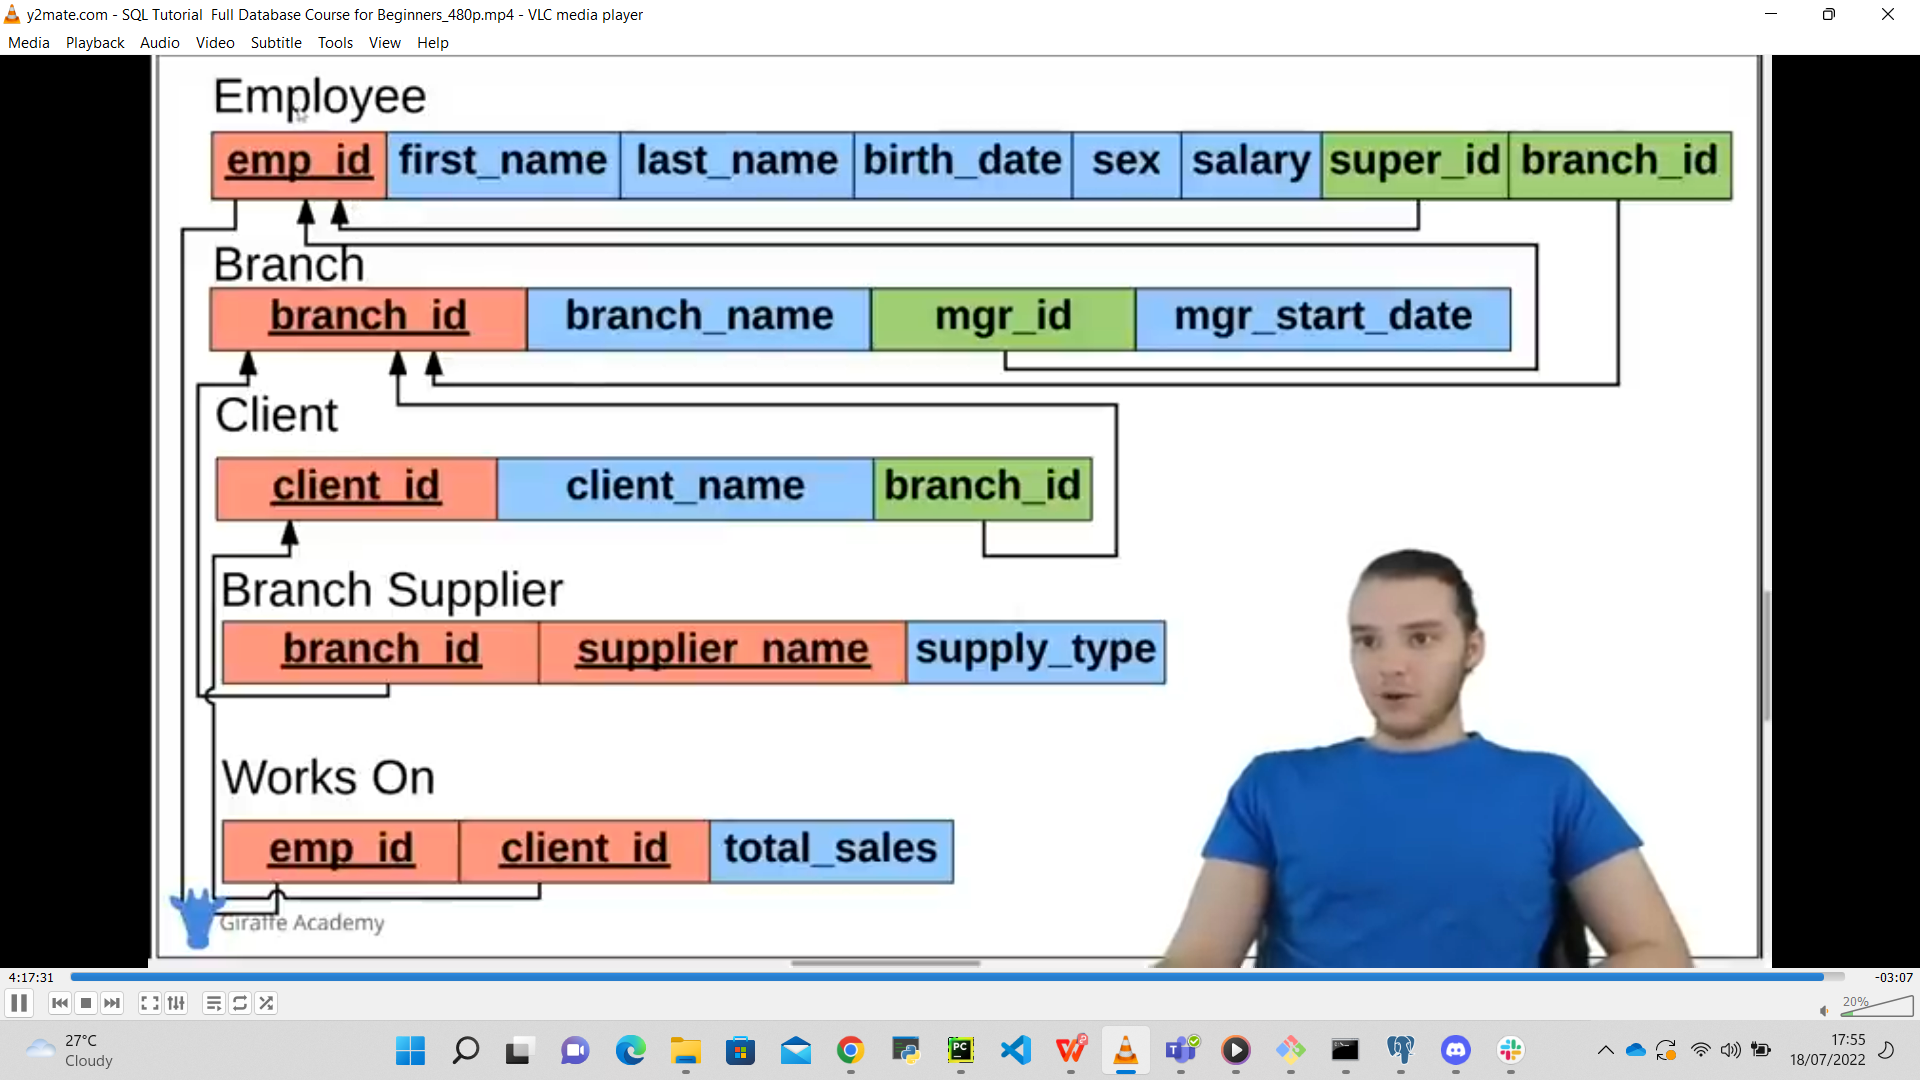 y2mate.com - SQL Tutorial  Full Database Course for Beginners_480p.mp4 - VLC media player
Media Playback Audio Video Subtitle Tools View Help
Employee
emp_id first_name last_name birth_date sex salary super_id branch_id
Branch
branch_id branch_name mgr_id mgr_start_date
Client
client_id client_name branch_id
Branch Supplier
branch_id supplier_name supply_type
Works On
emp_id client_id total_sales
Giraffe Academy
4:17:31 -03:07
20%
27°C
Cloudy
PC
17:55
18/07/2022